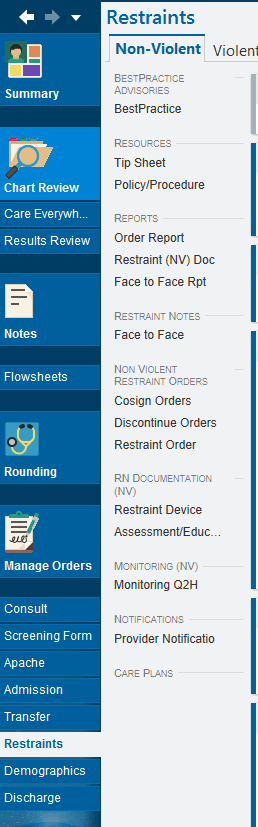 Restraints
Non-Violent
Violent
Summary
Chart Review
Care Everywh...
Results Review
Notes
Flowsheets
Rounding
Manage Orders
Consult
Screening Form
Apache
Admission
Transfer
Restraints
Demographics
Discharge
BESTPRACTICE
ADVISORIES
BestPractice
RESOURCES
Tip Sheet
Policy/Procedure
REPORTS
Order Report
Restraint (NV) Doc
Face to Face Rpt
RESTRAINT NOTES
Face to Face
NON VIOLENT
RESTRAINT ORDERS
Cosign Orders
Discontinue Orders
Restraint Order
RN DOCUMENTATION
(NV)
Restraint Device
Assessment/Educ...
MONITORING (NV)
Monitoring Q2H
NOTIFICATIONS
Provider Notificatio
CARE PLANS